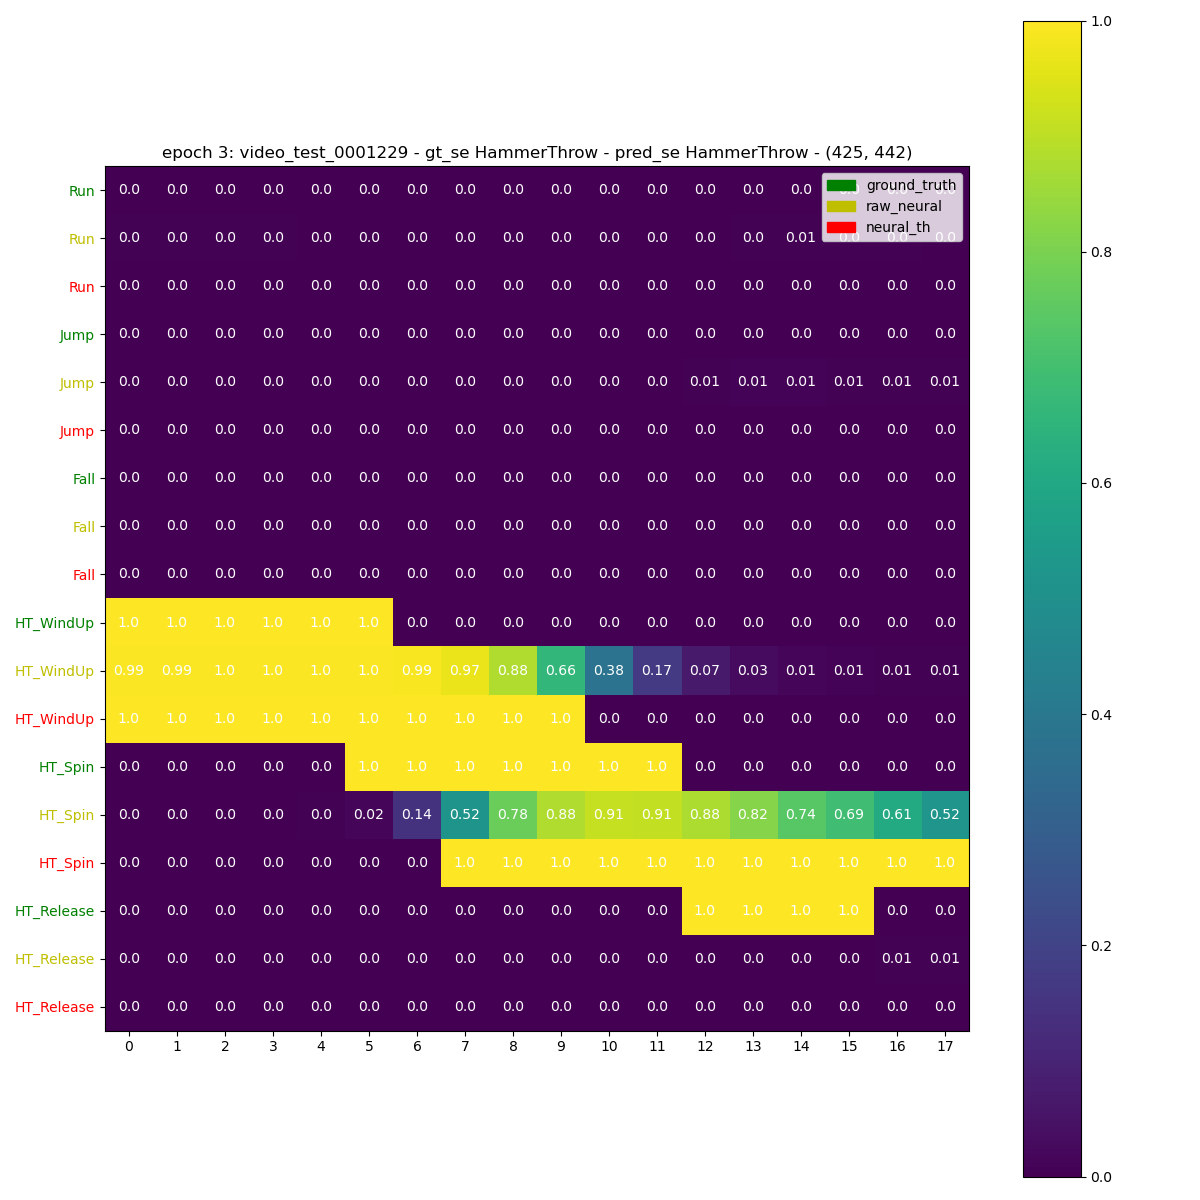 epoch 3: video_test_0001229 - gt_se HammerThrow - pred_se HammerThrow - (425, 442)
1.0
0.8
0.6
0.4
0.2
0.0
ground_truth
raw_neural
neural_th
Run 0.0 0.0 0.0 0.0 0.0 0.0 0.0 0.0 0.0 0.0 0.0 0.0 0.0 0.0 0.0 0.0 0.0 0.0
Run 0.0 0.0 0.0 0.0 0.0 0.0 0.0 0.0 0.0 0.0 0.0 0.0 0.0 0.0 0.01 0.0 0.0 0.0
Run 0.0 0.0 0.0 0.0 0.0 0.0 0.0 0.0 0.0 0.0 0.0 0.0 0.0 0.0 0.0 0.0 0.0 0.0
Jump 0.0 0.0 0.0 0.0 0.0 0.0 0.0 0.0 0.0 0.0 0.0 0.0 0.0 0.0 0.0 0.0 0.0 0.0
Jump 0.0 0.0 0.0 0.0 0.0 0.0 0.0 0.0 0.0 0.0 0.0 0.0 0.01 0.01 0.01 0.01 0.01 0.01
Jump 0.0 0.0 0.0 0.0 0.0 0.0 0.0 0.0 0.0 0.0 0.0 0.0 0.0 0.0 0.0 0.0 0.0 0.0
Fall 0.0 0.0 0.0 0.0 0.0 0.0 0.0 0.0 0.0 0.0 0.0 0.0 0.0 0.0 0.0 0.0 0.0 0.0
Fall 0.0 0.0 0.0 0.0 0.0 0.0 0.0 0.0 0.0 0.0 0.0 0.0 0.0 0.0 0.0 0.0 0.0 0.0
Fall 0.0 0.0 0.0 0.0 0.0 0.0 0.0 0.0 0.0 0.0 0.0 0.0 0.0 0.0 0.0 0.0 0.0 0.0
HT_WindUp 1.0 1.0 1.0 1.0 1.0 1.0 0.0 0.0 0.0 0.0 0.0 0.0 0.0 0.0 0.0 0.0 0.0 0.0
HT_WindUp 0.99 0.99 1.0 1.0 1.0 1.0 0.99 0.97 0.88 0.66 0.38 0.17 0.07 0.03 0.01 0.01 0.01 0.01
HT_WindUp 1.0 1.0 1.0 1.0 1.0 1.0 1.0 1.0 1.0 1.0 0.0 0.0 0.0 0.0 0.0 0.0 0.0 0.0
HT_Spin 0.0 0.0 0.0 0.0 0.0 1.0 1.0 1.0 1.0 1.0 1.0 1.0 0.0 0.0 0.0 0.0 0.0 0.0
HT_Spin 0.0 0.0 0.0 0.0 0.0 0.02 0.14 0.52 0.78 0.88 0.91 0.91 0.88 0.82 0.74 0.69 0.61 0.52
HT_Spin 0.0 0.0 0.0 0.0 0.0 0.0 0.0 1.0 1.0 1.0 1.0 1.0 1.0 1.0 1.0 1.0 1.0 1.0
HT_Release 0.0 0.0 0.0 0.0 0.0 0.0 0.0 0.0 0.0 0.0 0.0 0.0 1.0 1.0 1.0 1.0 0.0 0.0
HT_Release 0.0 0.0 0.0 0.0 0.0 0.0 0.0 0.0 0.0 0.0 0.0 0.0 0.0 0.0 0.0 0.0 0.01 0.01
HT_Release 0.0 0.0 0.0 0.0 0.0 0.0 0.0 0.0 0.0 0.0 0.0 0.0 0.0 0.0 0.0 0.0 0.0 0.0
0 1 2 3 4 5 6 7 8 9 10 11 12 13 14 15 16 17